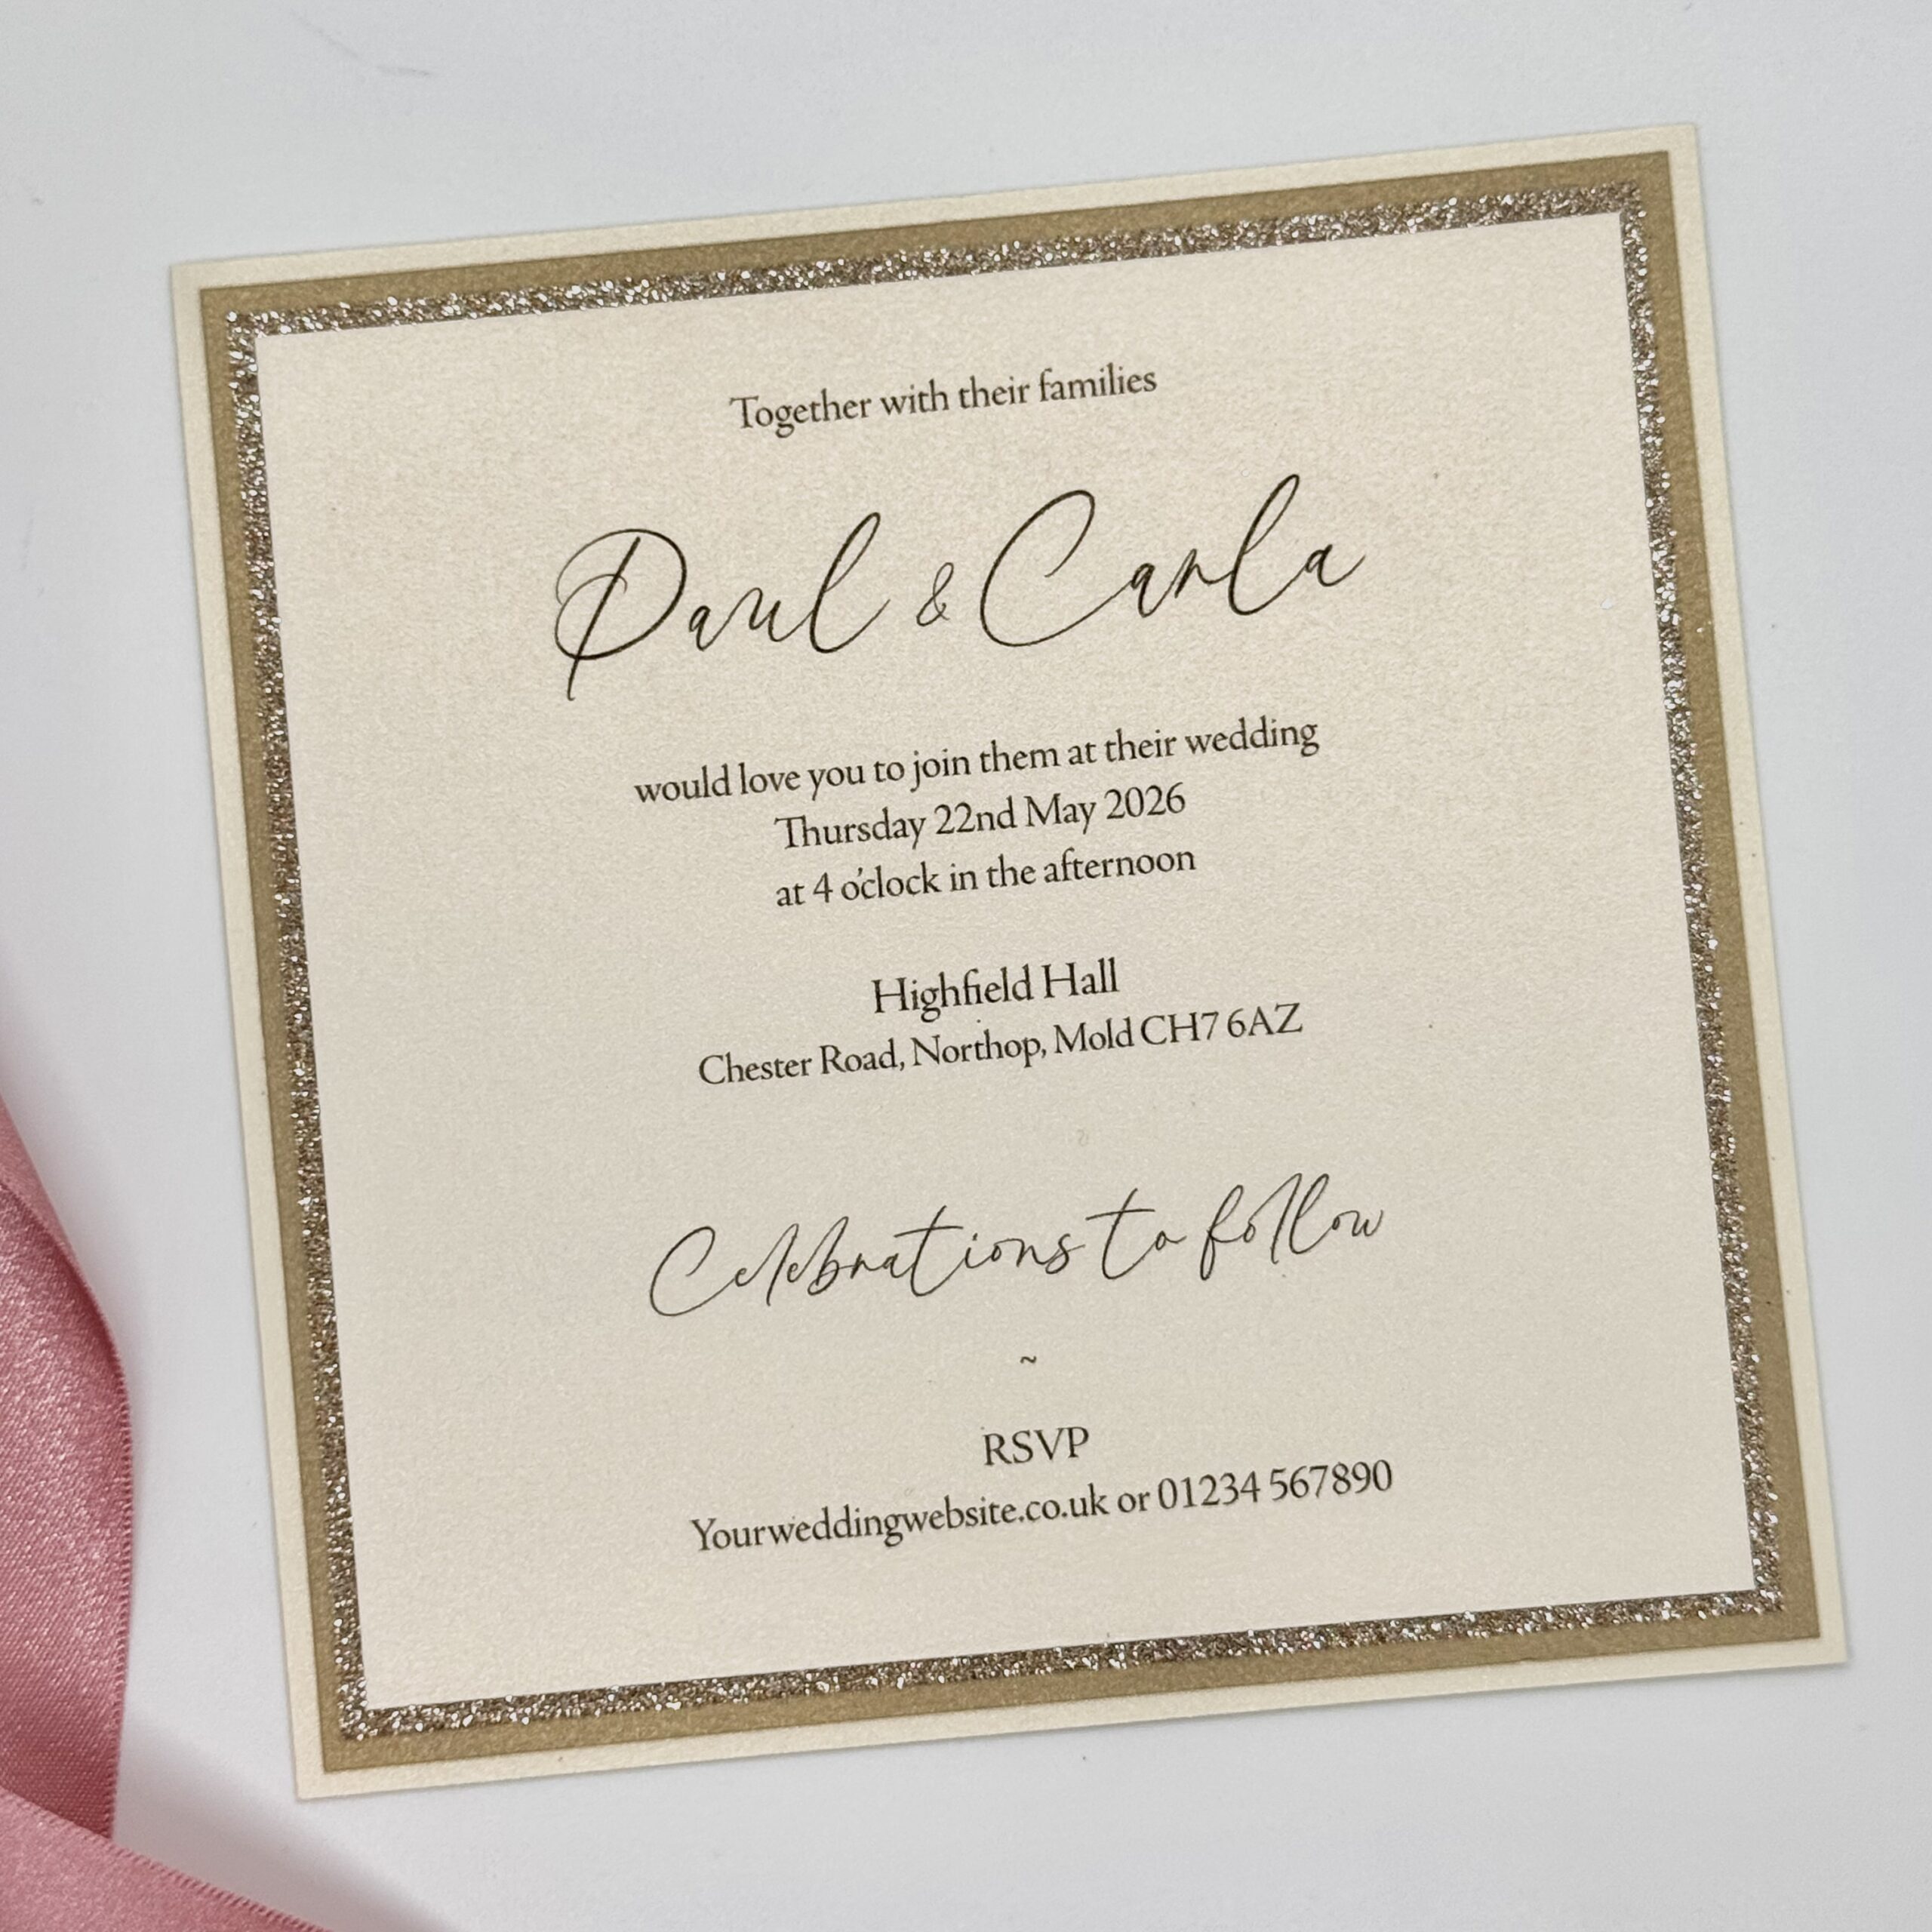 Together with their families
Paul & Carla
would love you to join them at their wedding
Thursday 22nd May 2026
at 4 o'clock in the afternoon
Highfield Hall
Chester Road, Northop, Mold CH7 6AZ
Celebrations to follow
~
RSVP
Yourweddingwebsite.co.uk or 01234 567890